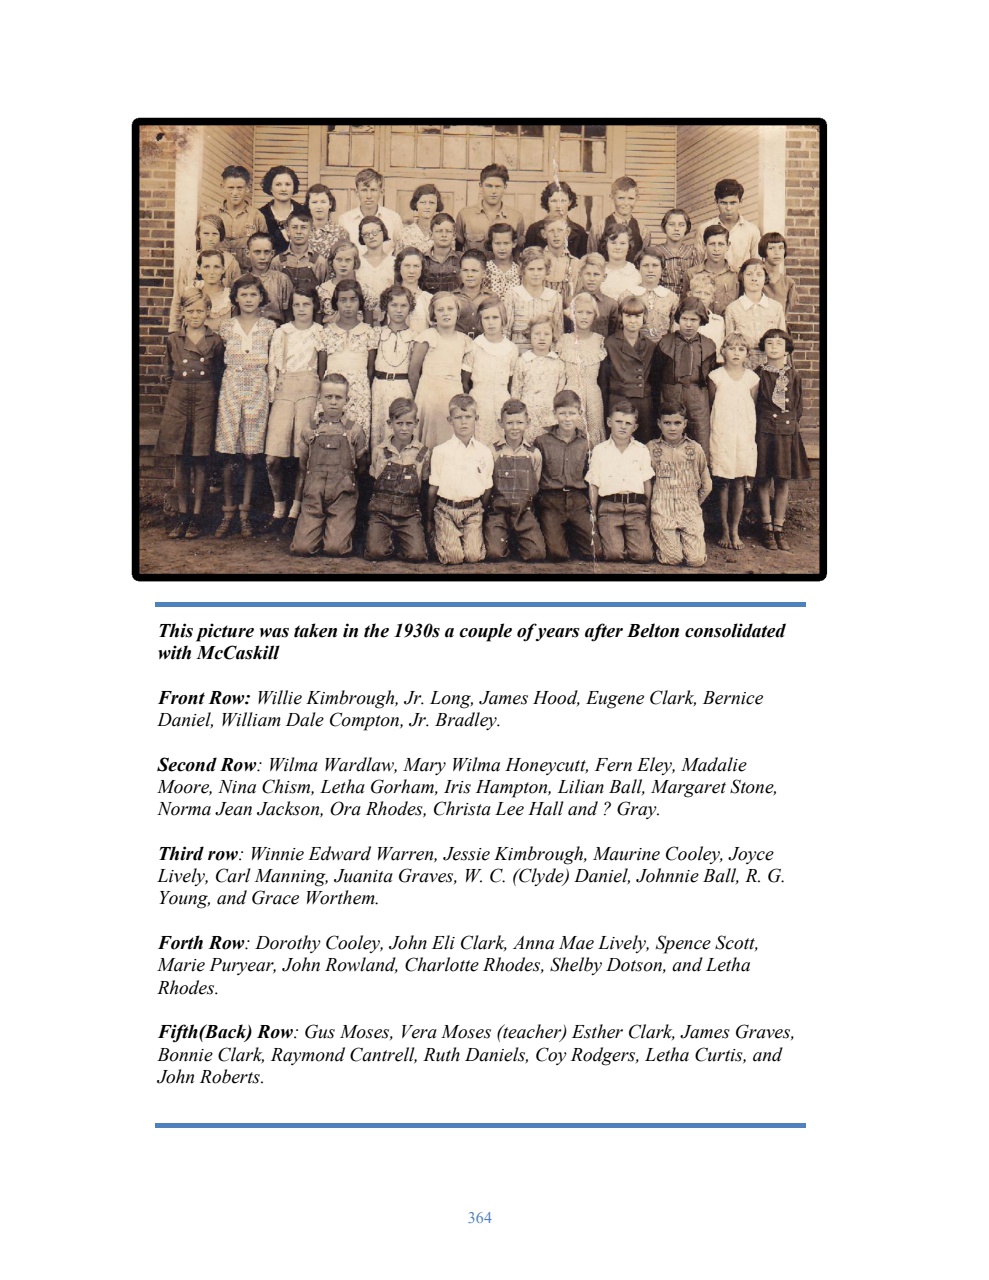 This picture was taken in the 1930s a couple of years after Belton consolidated
with McCaskill
Front Row: Willie Kimbrough, Jr. Long, James Hood, Eugene Clark, Bernice
Daniel, William Dale Compton, Jr. Bradley.
Second Row: Wilma Wardlaw, Mary Wilma Honeycutt, Fern Eley, Madalie
Moore, Nina Chism, Letha Gorham, Iris Hampton, Lilian Ball, Margaret Stone,
Norma Jean Jackson, Ora Rhodes, Christa Lee Hall and ? Gray.
Third row: Winnie Edward Warren, Jessie Kimbrough, Maurine Cooley, Joyce
Lively, Carl Manning, Juanita Graves, W. C. (Clyde) Daniel, Johnnie Ball, R. G.
Young, and Grace Worthem.
Forth Row: Dorothy Cooley, John Eli Clark, Anna Mae Lively, Spence Scott,
Marie Puryear, John Rowland, Charlotte Rhodes, Shelby Dotson, and Letha
Rhodes.
Fifth(Back) Row: Gus Moses, Vera Moses (teacher) Esther Clark, James Graves,
Bonnie Clark, Raymond Cantrell, Ruth Daniels, Coy Rodgers, Letha Curtis, and
John Roberts.
364